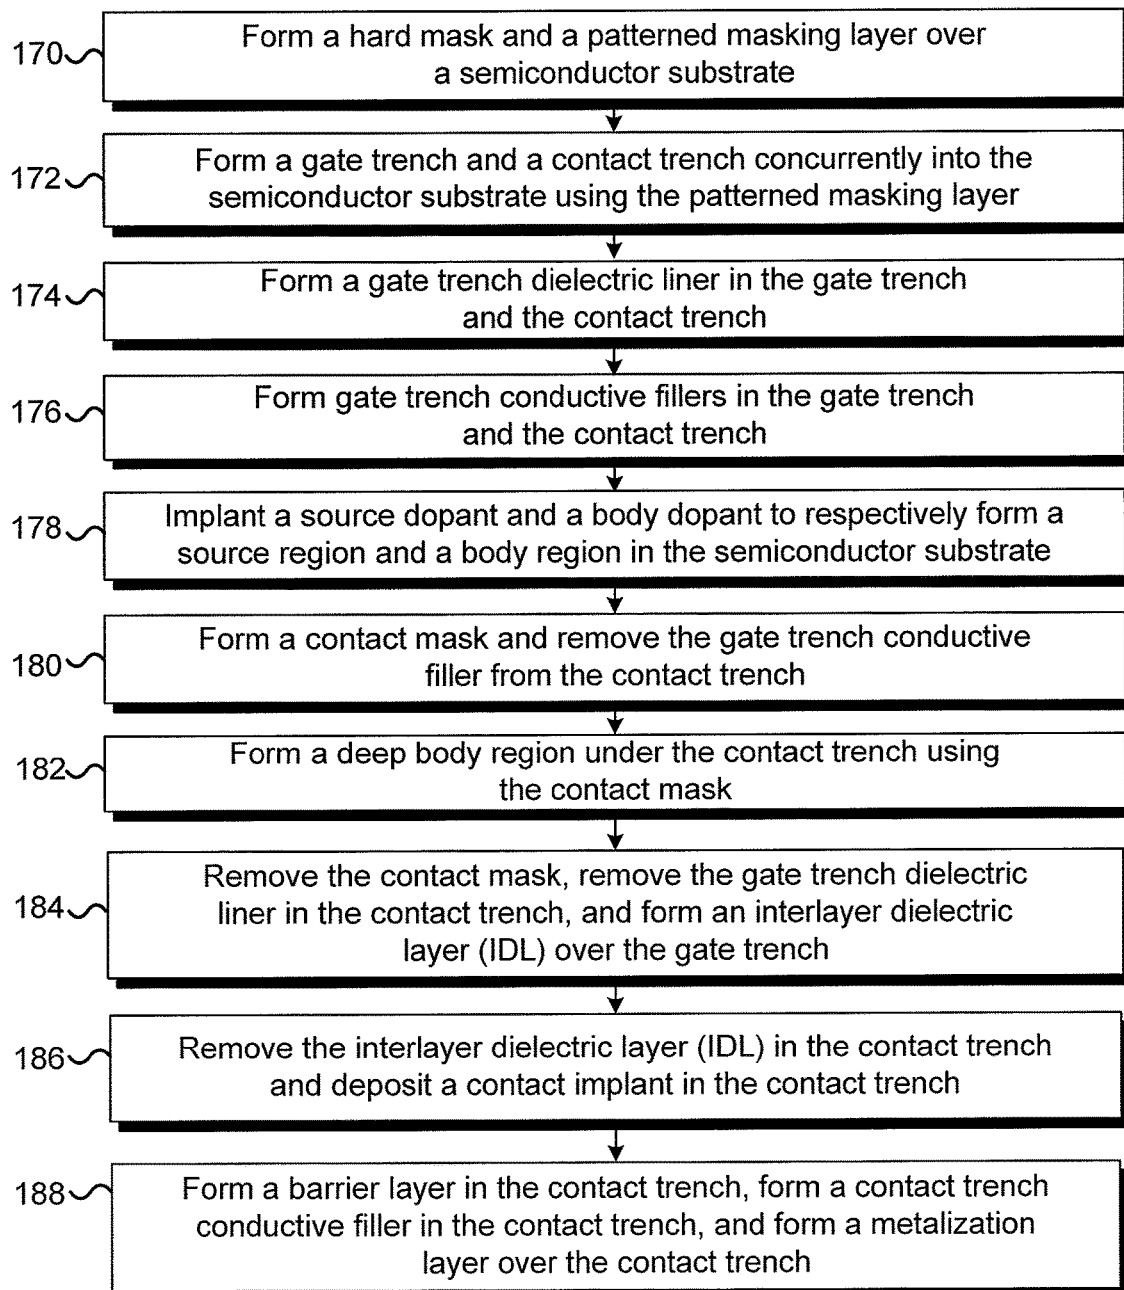 170
Form a hard mask and a patterned masking layer over
a semiconductor substrate
172
Form a gate trench and a contact trench concurrently into the
semiconductor substrate using the patterned masking layer
174
Form a gate trench dielectric liner in the gate trench
and the contact trench
176
Form gate trench conductive fillers in the gate trench
and the contact trench
178
Implant a source dopant and a body dopant to respectively form a
source region and a body region in the semiconductor substrate
180
Form a contact mask and remove the gate trench conductive
filler from the contact trench
182
Form a deep body region under the contact trench using
the contact mask
184
Remove the contact mask, remove the gate trench dielectric
liner in the contact trench, and form an interlayer dielectric
layer (IDL) over the gate trench
186
Remove the interlayer dielectric layer (IDL) in the contact trench
and deposit a contact implant in the contact trench
188
Form a barrier layer in the contact trench, form a contact trench
conductive filler in the contact trench, and form a metalization
layer over the contact trench